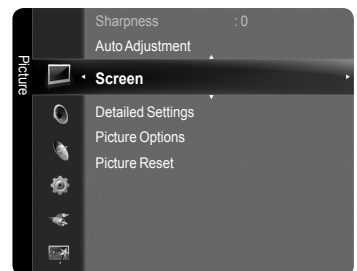 Picture
Sharpness : 0
Auto Adjustment
Screen
Detailed Settings
Picture Options
Picture Reset